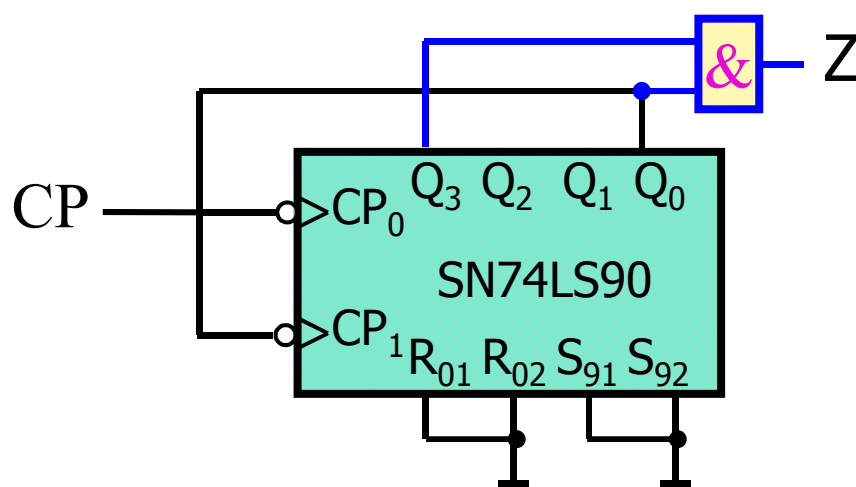 & Z
CP CP₀ Q₃ Q₂ Q₁ Q₀
SN74LS90
CP₁ R₀₁ R₀₂ S₉₁ S₉₂